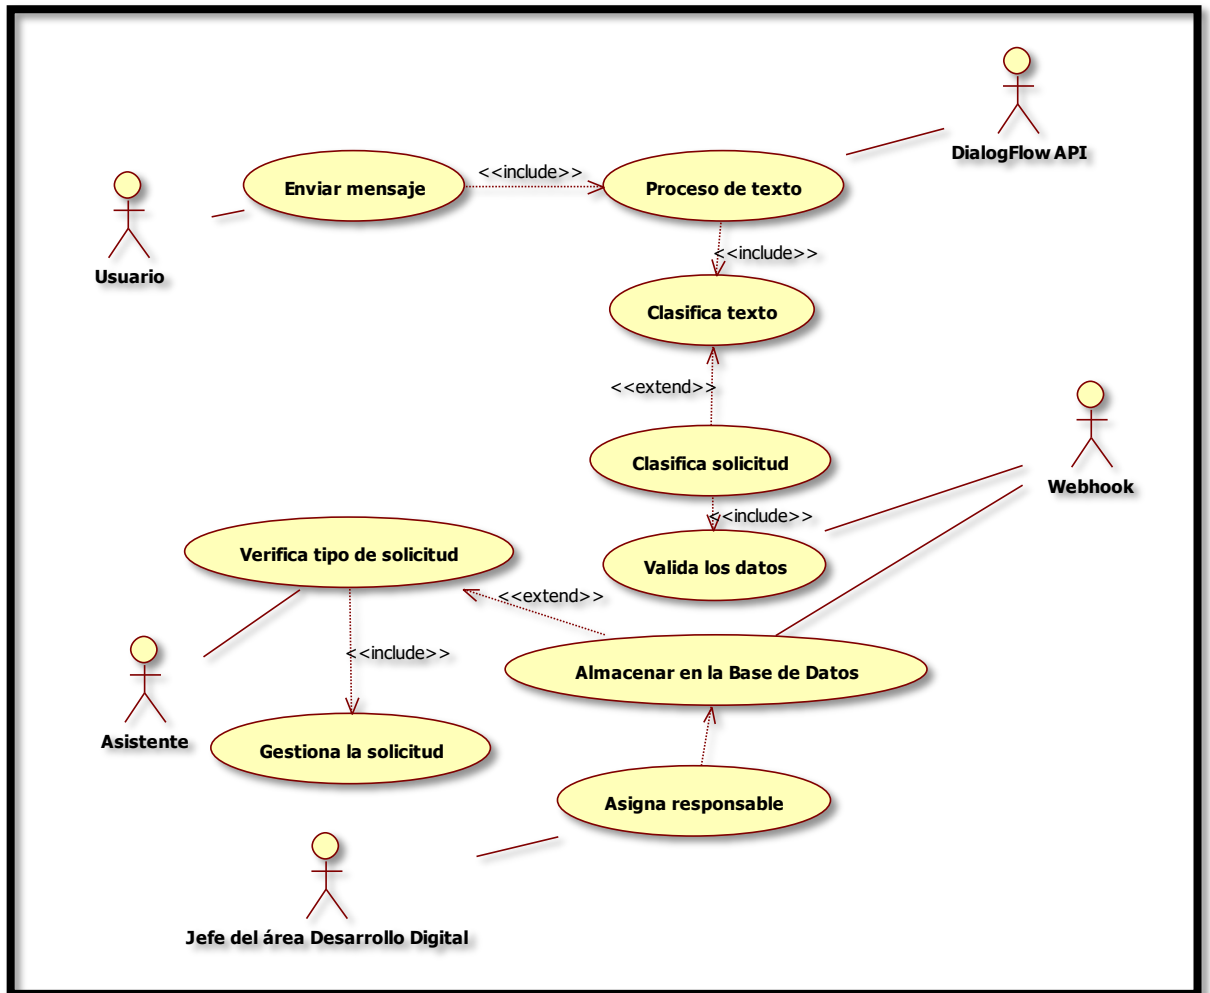 DialogFlow API
Enviar mensaje
<<include>>
Proceso de texto
Usuario
<<include>>
Clasifica texto
<<extend>>
Clasifica solicitud
Webhook
<<include>>
Verifica tipo de solicitud
Valida los datos
<<extend>>
<<include>>
Almacenar en la Base de Datos
Asistente
Gestiona la solicitud
Asigna responsable
Jefe del área Desarrollo Digital